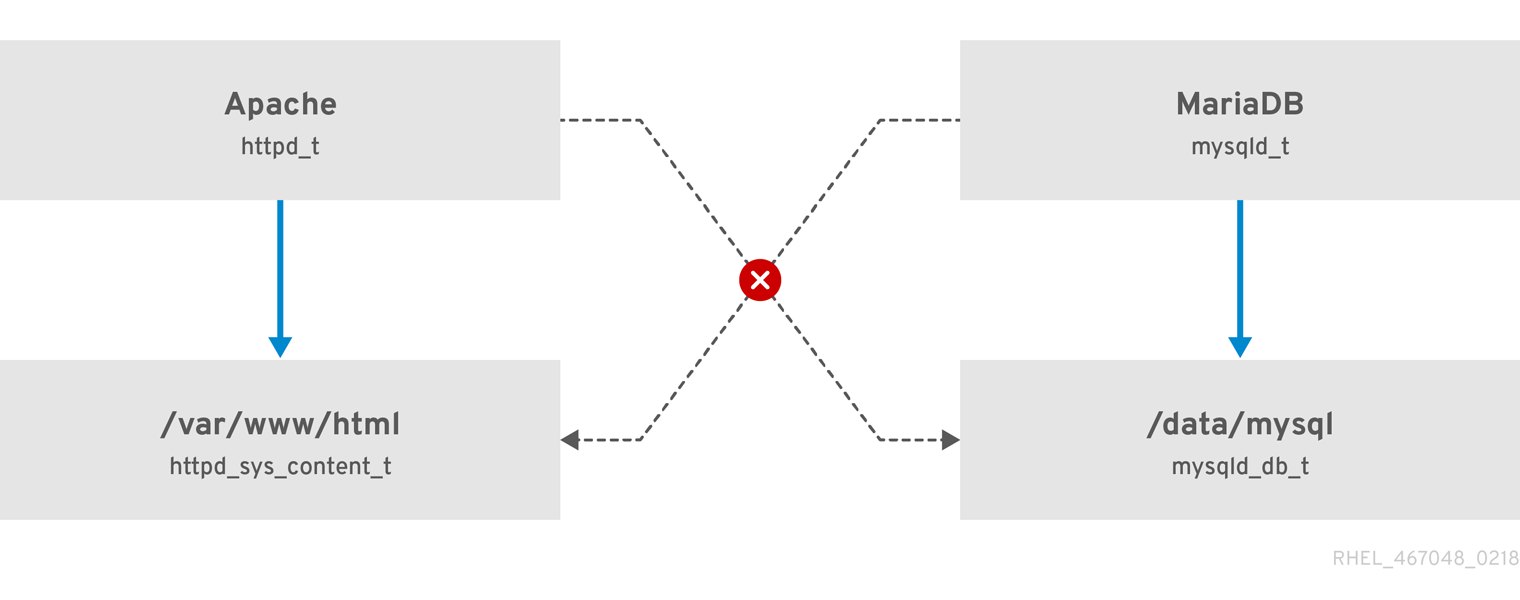 Apache
httpd_t
MariaDB
mysqld_t
/var/www/html
httpd_sys_content_t
/data/mysql
mysqld_db_t
RHEL_467048_0218